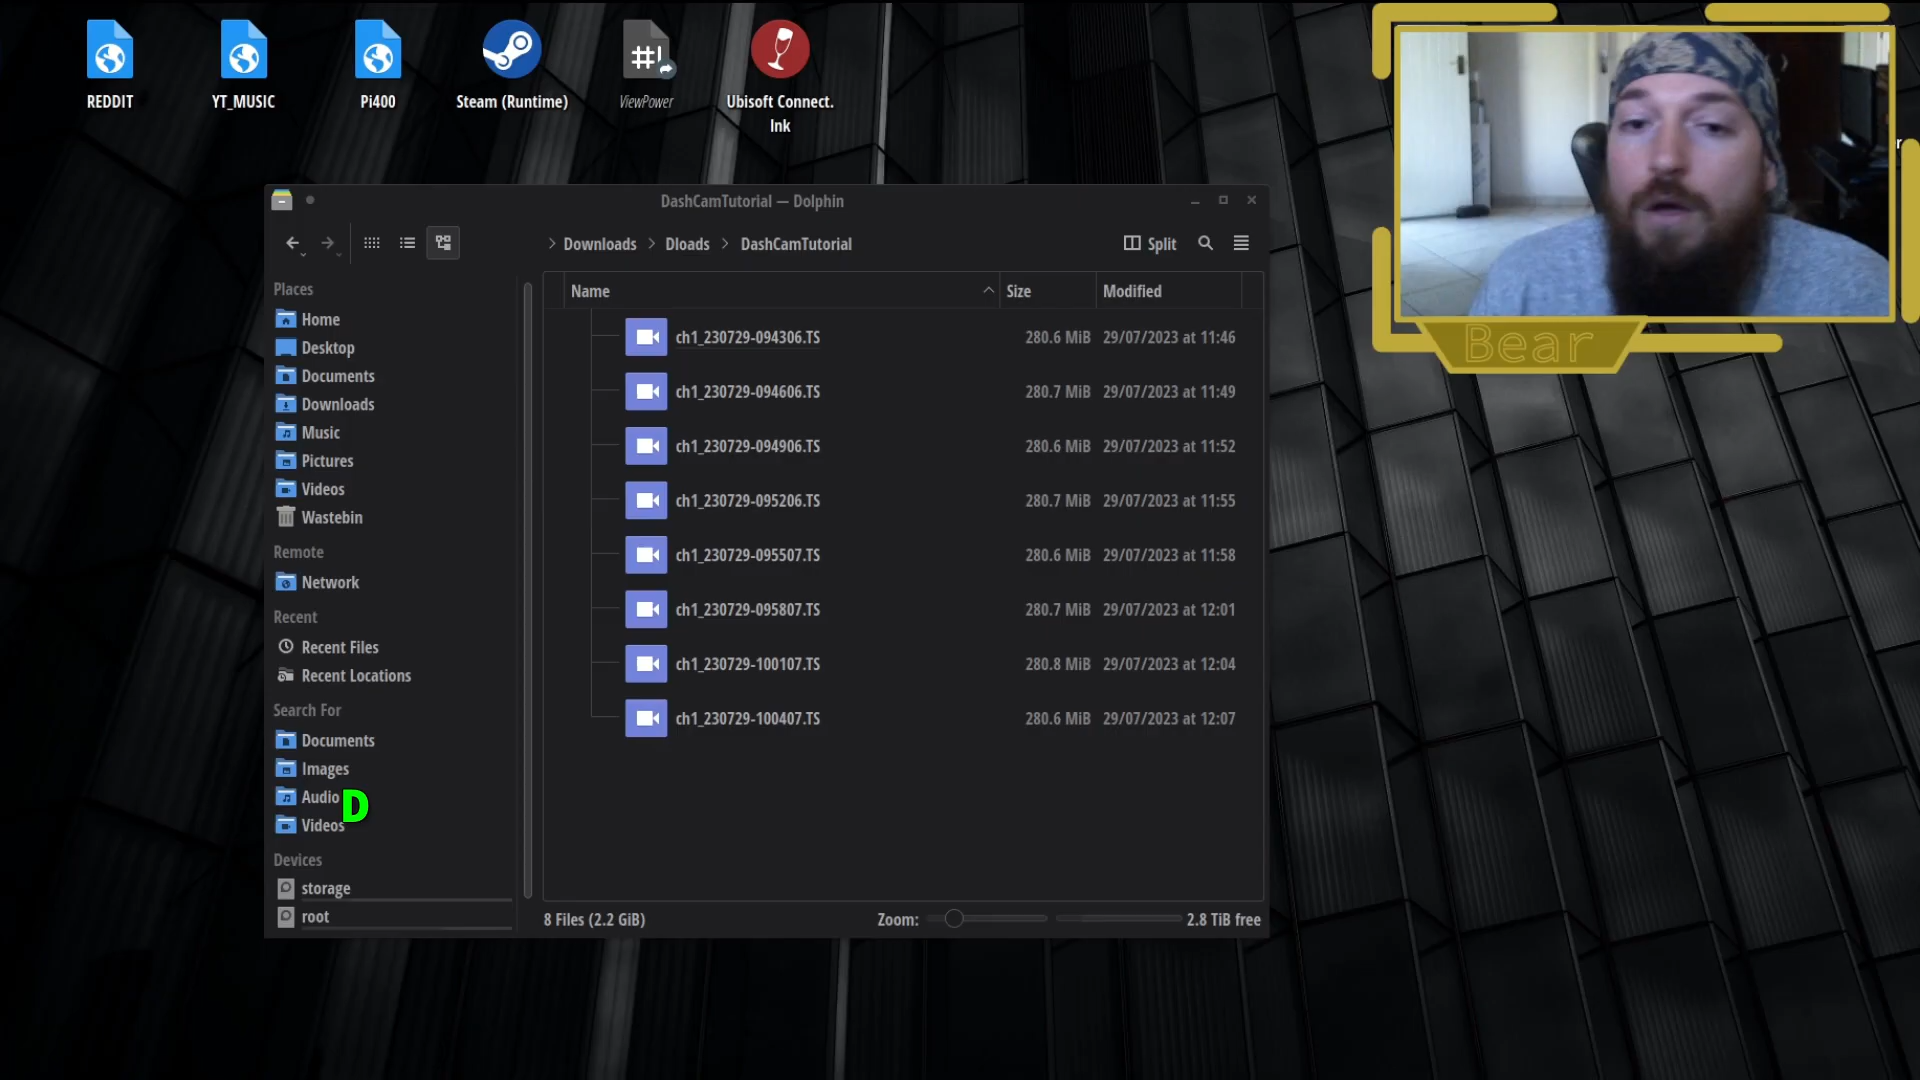 REDDIT
YT_MUSIC
Pi400
Steam (Runtime)
ViewPower
Ubisoft Connect.
lnk
DashCamTutorial — Dolphin
Downloads
Dloads
DashCamTutorial
Split
Places
Home
Desktop
Documents
Downloads
Music
Pictures
Videos
Wastebin
Remote
Network
Recent
Recent Files
Recent Locations
Search For
Documents
Images
Audio
D
Videos
Devices
storage
root
Name Size Modified
ch1_230729-094306.TS 280.6 MiB 29/07/2023 at 11:46
ch1_230729-094606.TS 280.7 MiB 29/07/2023 at 11:49
ch1_230729-094906.TS 280.6 MiB 29/07/2023 at 11:52
ch1_230729-095206.TS 280.7 MiB 29/07/2023 at 11:55
ch1_230729-095507.TS 280.6 MiB 29/07/2023 at 11:58
ch1_230729-095807.TS 280.7 MiB 29/07/2023 at 12:01
ch1_230729-100107.TS 280.8 MiB 29/07/2023 at 12:04
ch1_230729-100407.TS 280.6 MiB 29/07/2023 at 12:07
8 Files (2.2 GiB)
Zoom:
2.8 TiB free
Bear